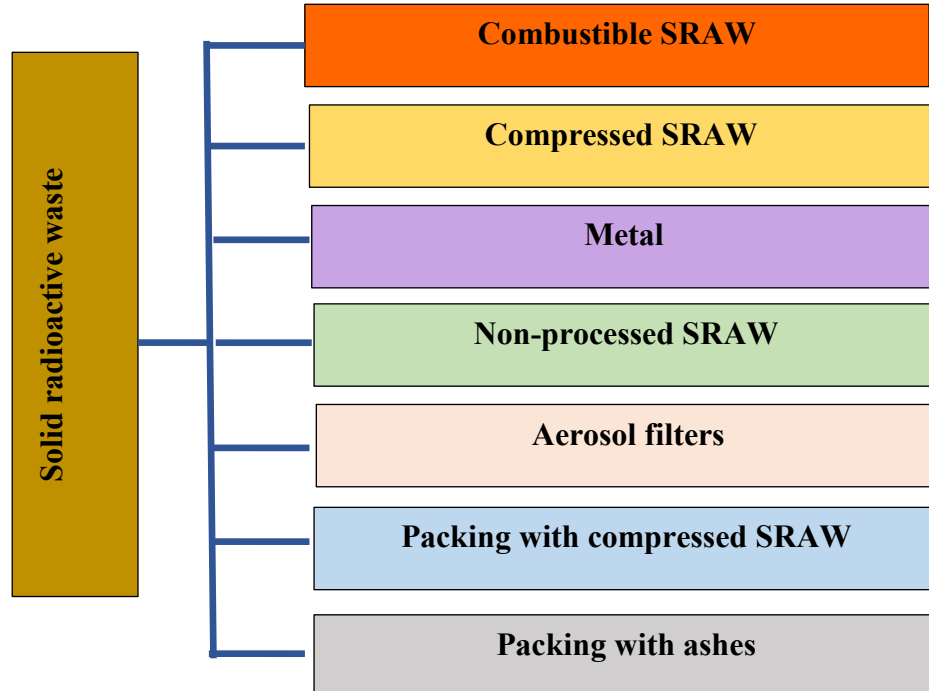 Solid radioactive waste
Combustible SRAW
Compressed SRAW
Metal
Non-processed SRAW
Aerosol filters
Packing with compressed SRAW
Packing with ashes